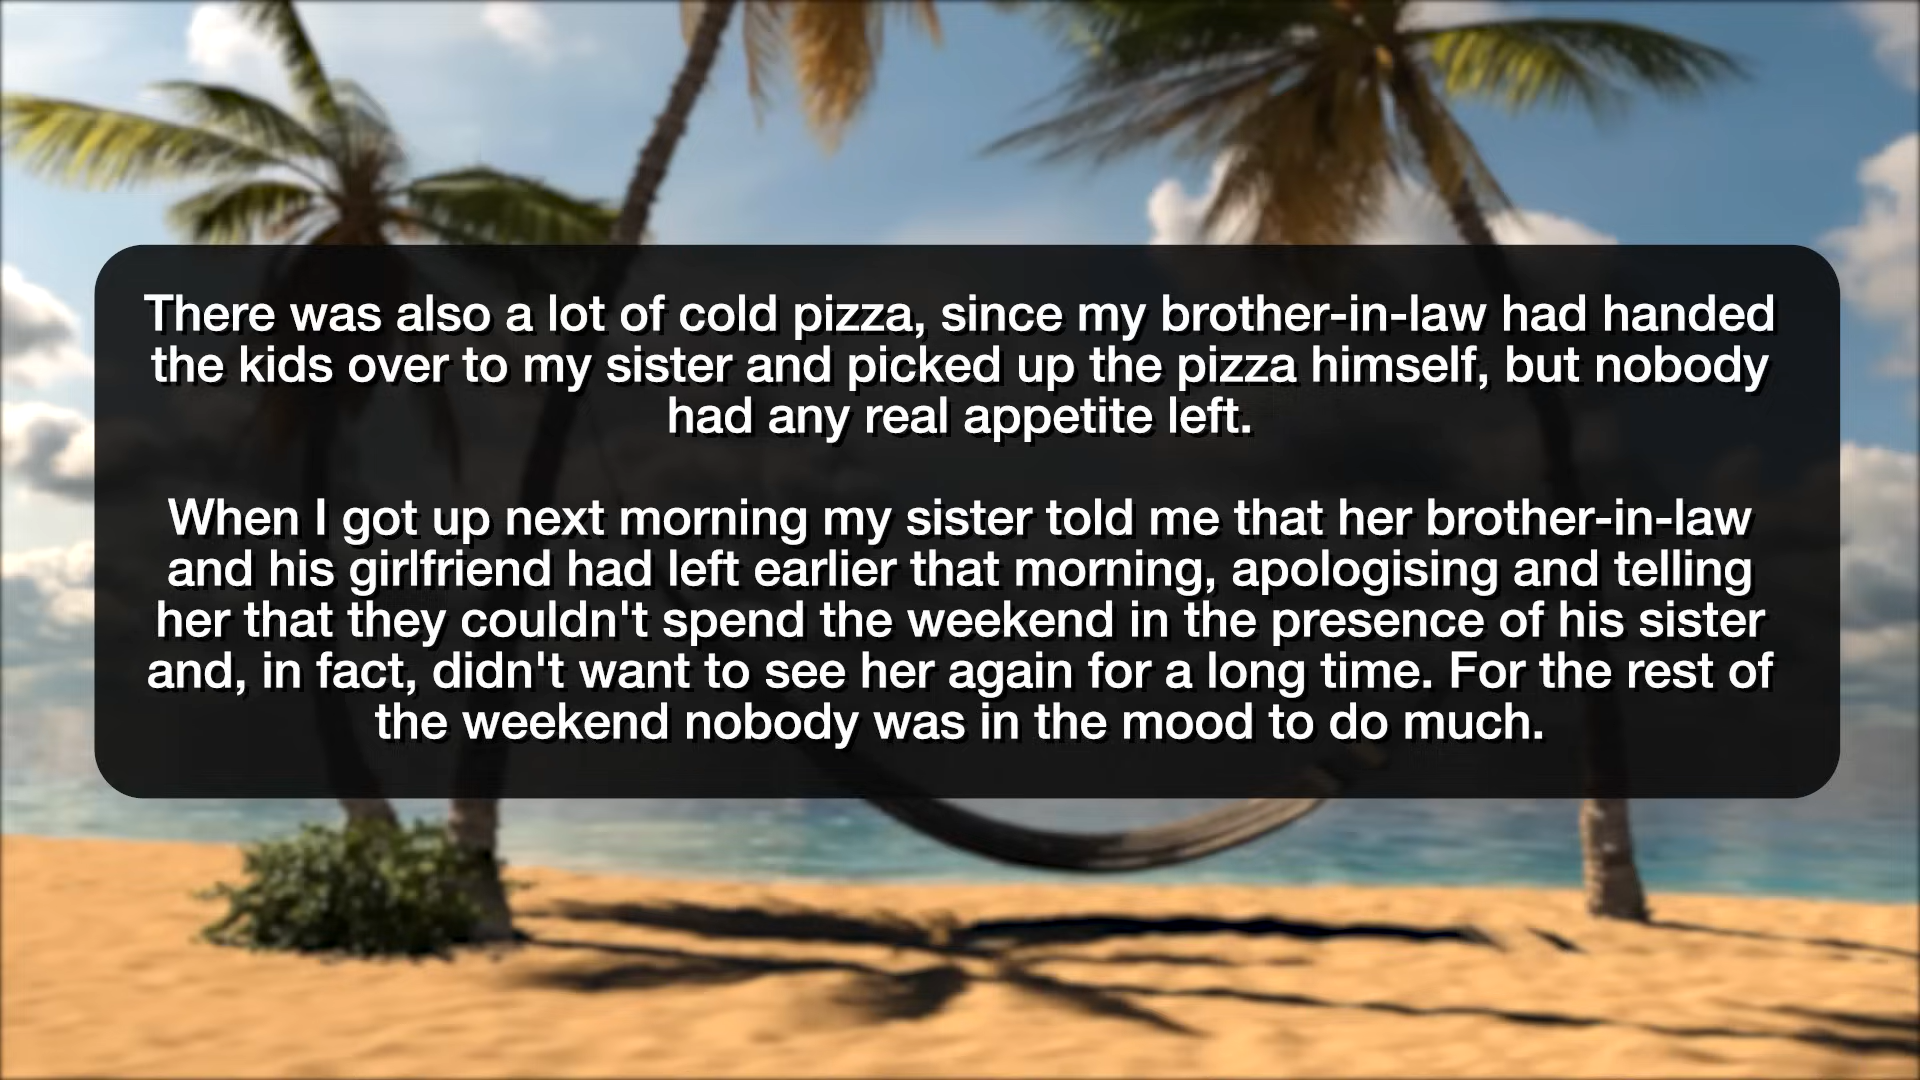 There was also a lot of cold pizza, since my brother-in-law had handed
the kids over to my sister and picked up the pizza himself, but nobody
had any real appetite left.
When I got up next morning my sister told me that her brother-in-law
and his girlfriend had left earlier that morning, apologising and telling
her that they couldn't spend the weekend in the presence of his sister
and, in fact, didn't want to see her again for a long time. For the rest of
the weekend nobody was in the mood to do much.